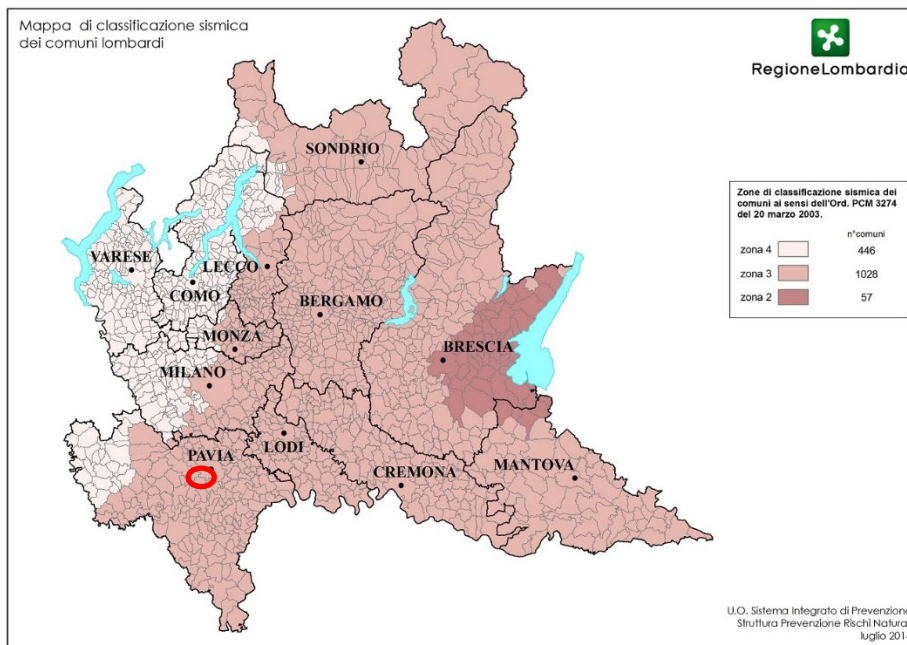 Mappa di classificazione sismica
dei comuni lombardi
RegioneLombardia
SONDRIO
Zone di classificazione sismica dei
comuni ai sensi dell'Ord. PCM 3274
del 20 marzo 2003.
n°comuni
zona 4 446
zona 3 1028
zona 2 57
VARESE
LECCO
COMO
BERGAMO
MONZA
BRESCIA
MILANO
PAVIA
LODI
CREMONA
MANTOVA
U.O. Sistema Integrato di Prevenzione
Struttura Prevenzione Rischi Natura
luglio 201